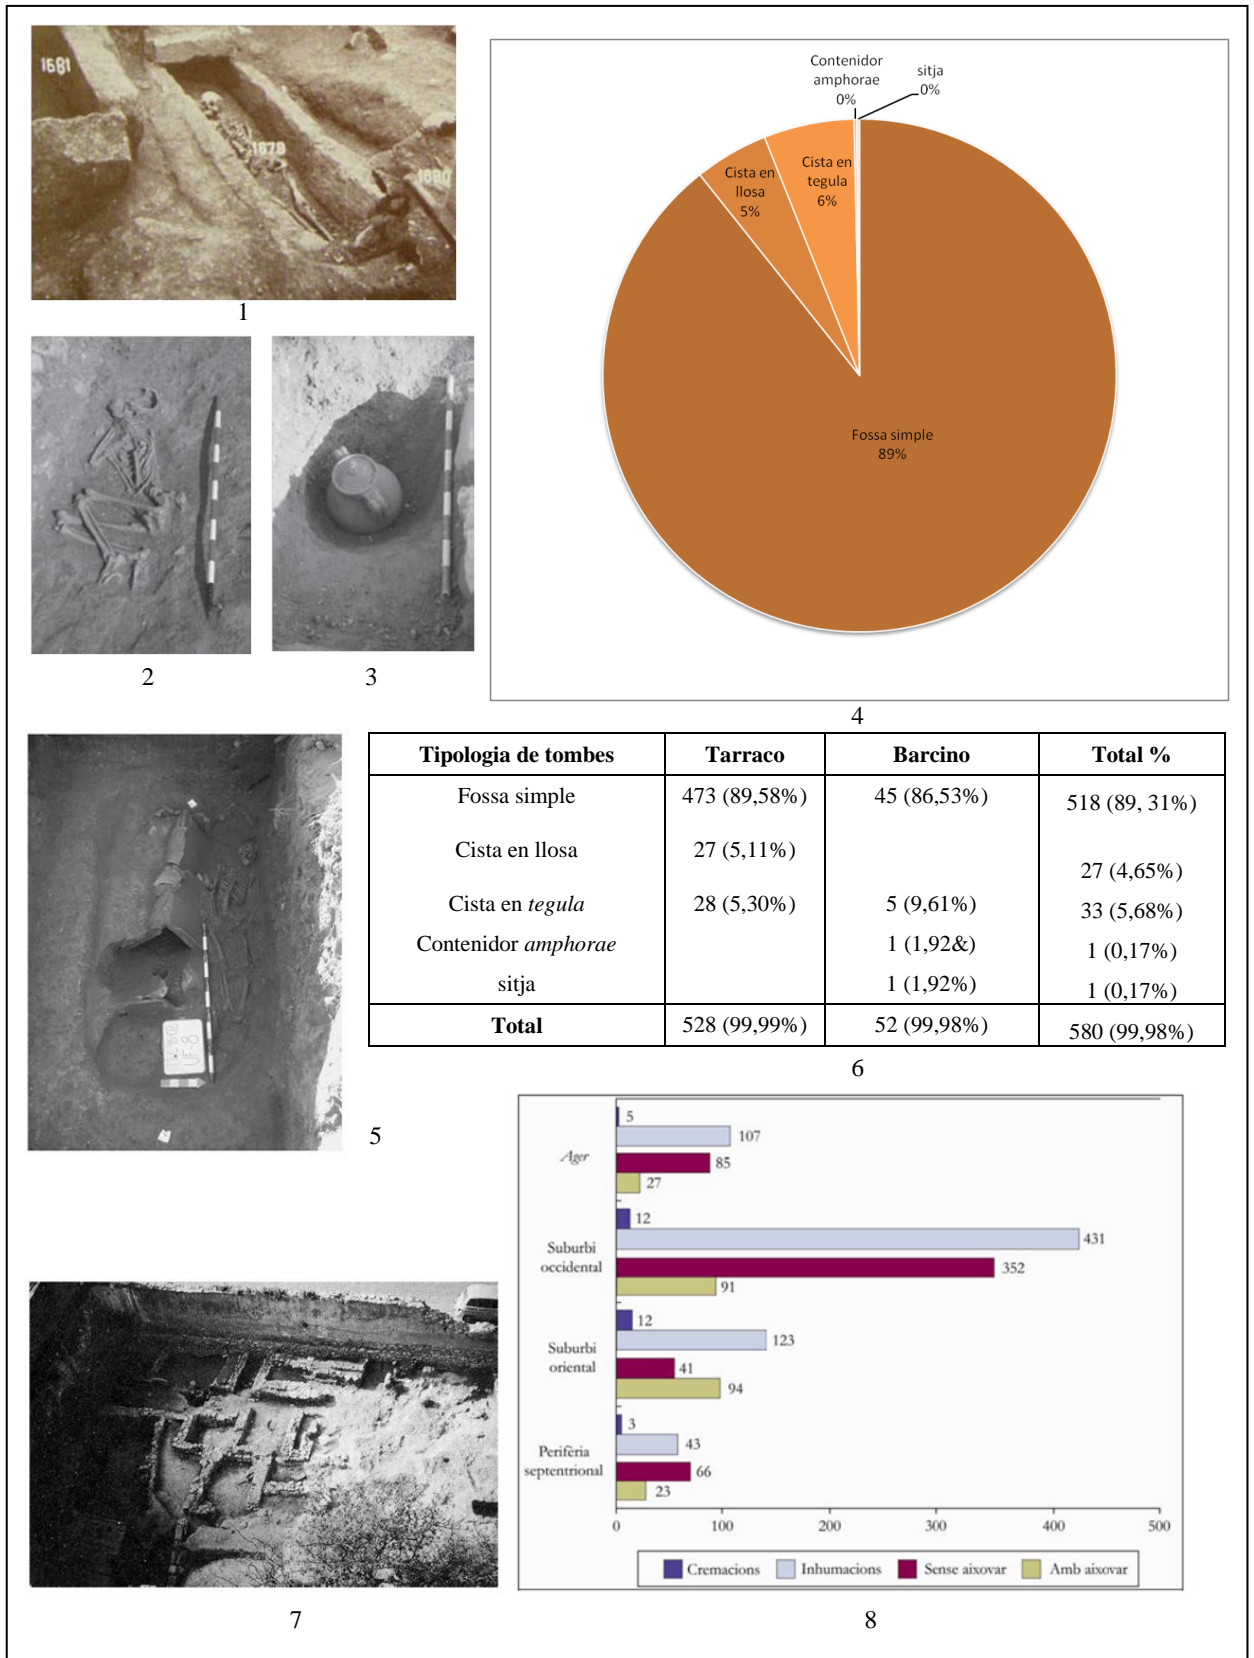 1681
1679
1680
1
2
3
Contenidor
amphorae
0%
sitja
0%
Cista en
llosa
5%
Cista en
tegula
6%
Fossa simple
89%
4
5
Tipologia de tombes Tarraco Barcino Total %
Fossa simple 473 (89,58%) 45 (86,53%) 518 (89, 31%)
Cista en llosa 27 (5,11%) 27 (4,65%)
Cista en tegula 28 (5,30%) 5 (9,61%) 33 (5,68%)
Contenidor amphorae 1 (1,92&) 1 (0,17%)
sitja 1 (1,92%) 1 (0,17%)
Total 528 (99,99%) 52 (99,98%) 580 (99,98%)
6
7
Ager
5
107
85
27
Suburbi
occidental
12
431
352
91
Suburbi
oriental
12
123
41
94
Perifèria
septentrional
3
43
66
23
0 100 200 300 400 500
Cremacions Inhumacions Sense aixovar Amb aixovar
8